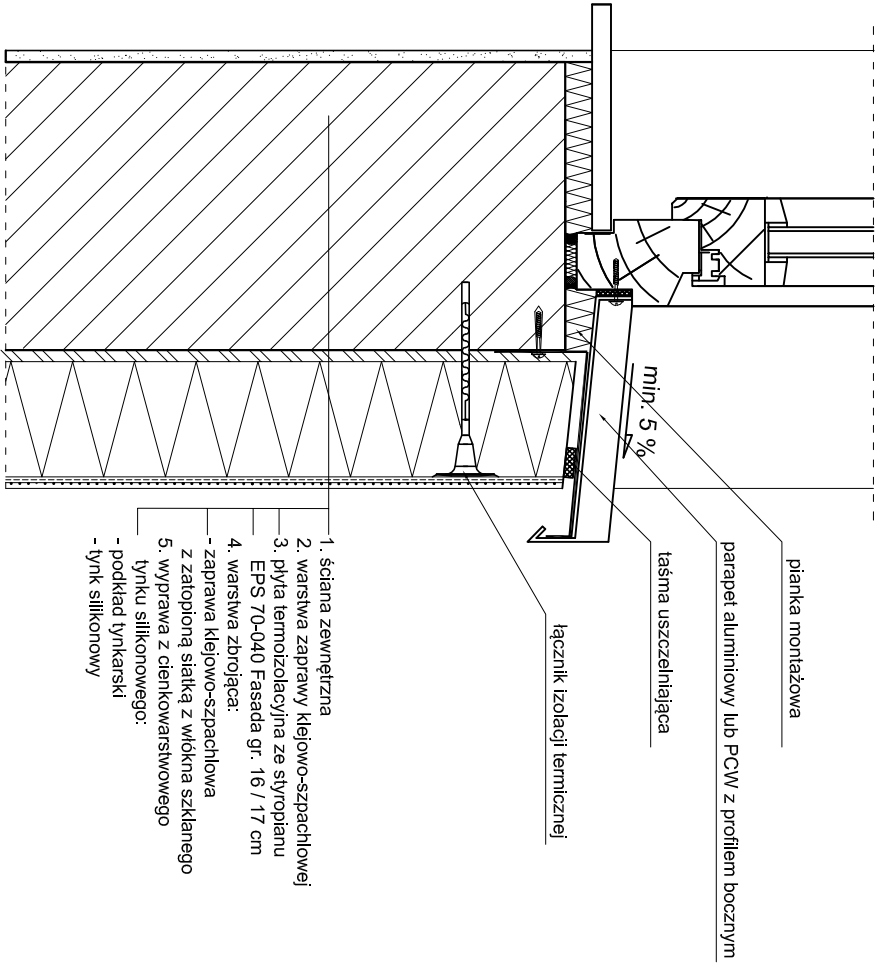 pianka montażowa
parapet aluminiowy lub PCW z profilem bocznym
min. 5 %
taśma uszczelniająca
łącznik izolacji termicznej
1. ściana zewnętrzna
2. warstwa zaprawy klejowo-szpachlowej
3. płyta termoizolacyjna ze styropianu
EPS 70-040 Fasada gr. 16 / 17 cm
4. warstwa zbrojąca:
- zaprawa klejowo-szpachlowa
z zatopioną siatką z włókna szklanego
5. wyprawa z cienkowarstwowego
tynku silikonowego:
- podkład tynkarski
- tynk silikonowy